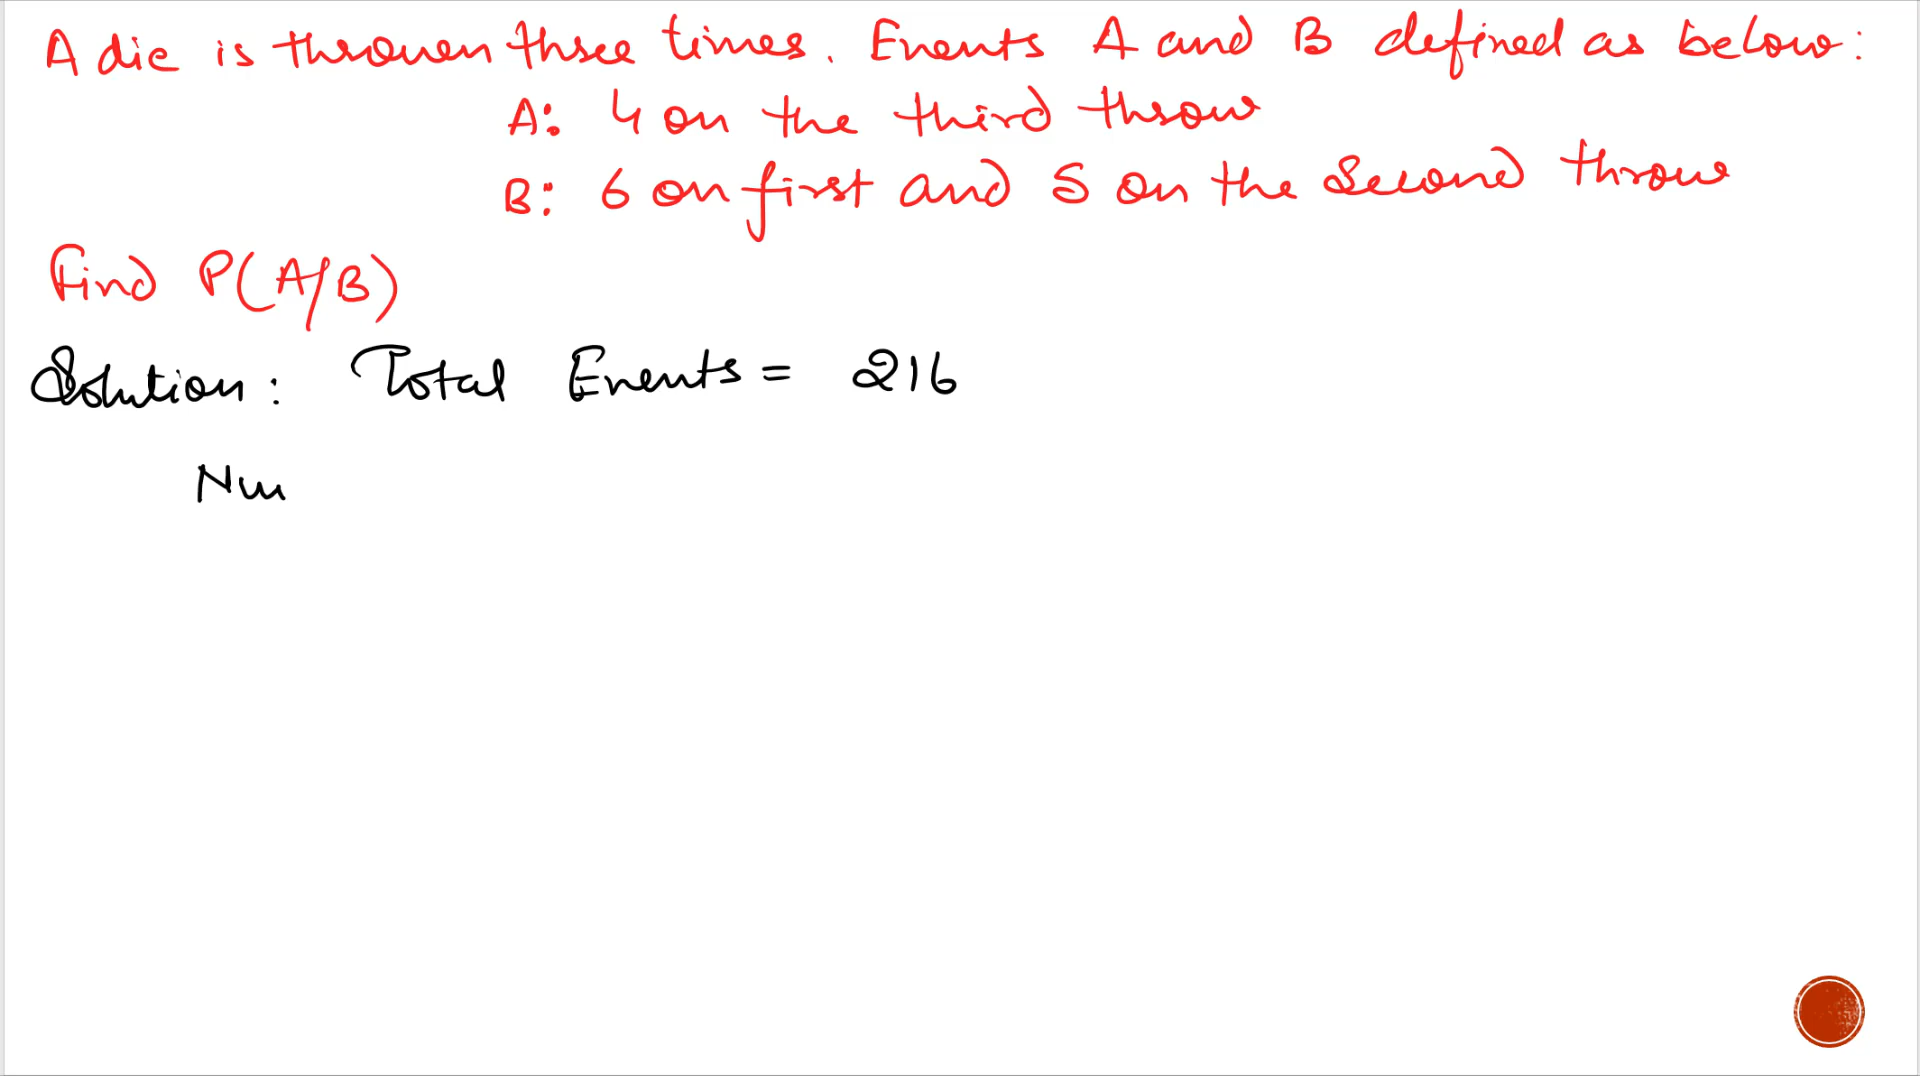 A die is thrown three times. Events A and B defined as below:
A: 4 on the third throw
B: 6 on first and 5 on the second throw
Find P(A/B)
Solution: Total Events = 216
Num